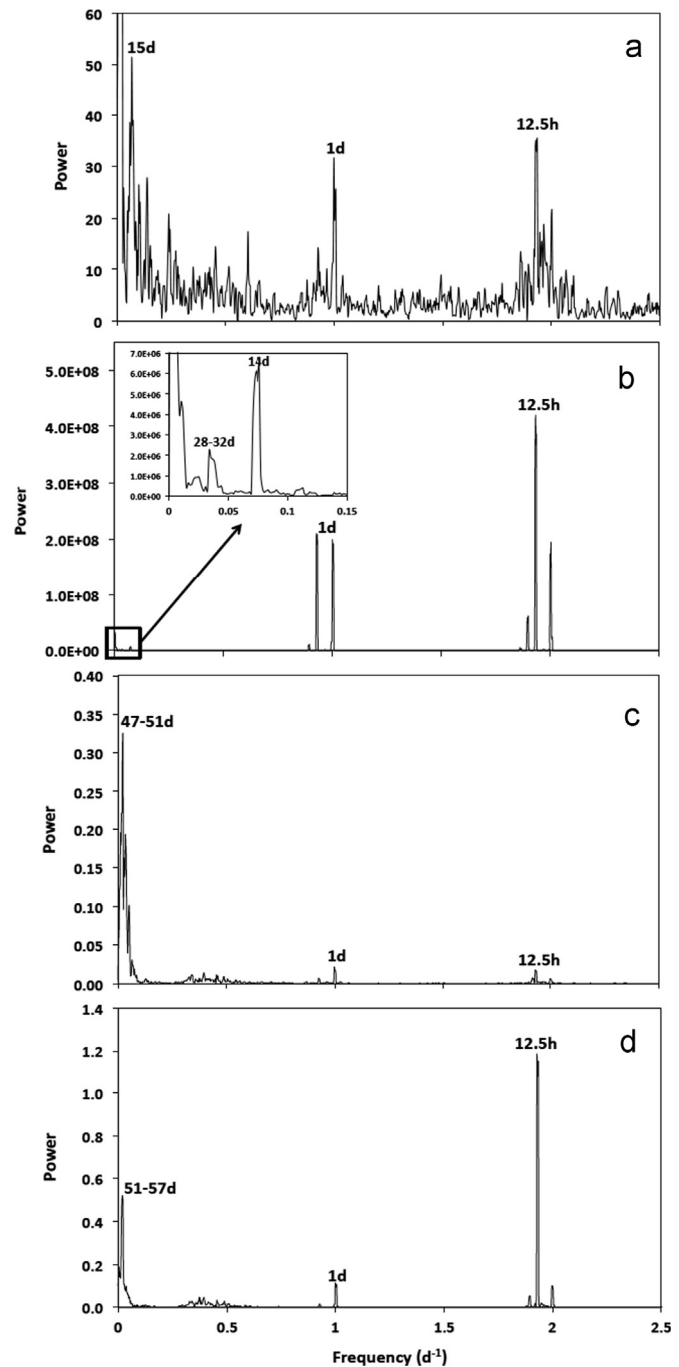 60
50
40
30
20
10
0
Power
15d
1d
12.5h
a
5.0E+08
4.0E+08
3.0E+08
2.0E+08
1.0E+08
0.0E+00
Power
7.0E+06
6.0E+06
5.0E+06
4.0E+06
3.0E+06
2.0E+06
1.0E+06
0.0E+00
14d
28-32d
0 0.05 0.1 0.15
1d
12.5h
b
0.40
0.35
0.30
0.25
0.20
0.15
0.10
0.05
0.00
Power
47-51d
1d
12.5h
c
1.4
1.2
1.0
0.8
0.6
0.4
0.2
0.0
Power
51-57d
1d
12.5h
d
0 0.5 1 1.5 2 2.5
Frequency (d⁻¹)